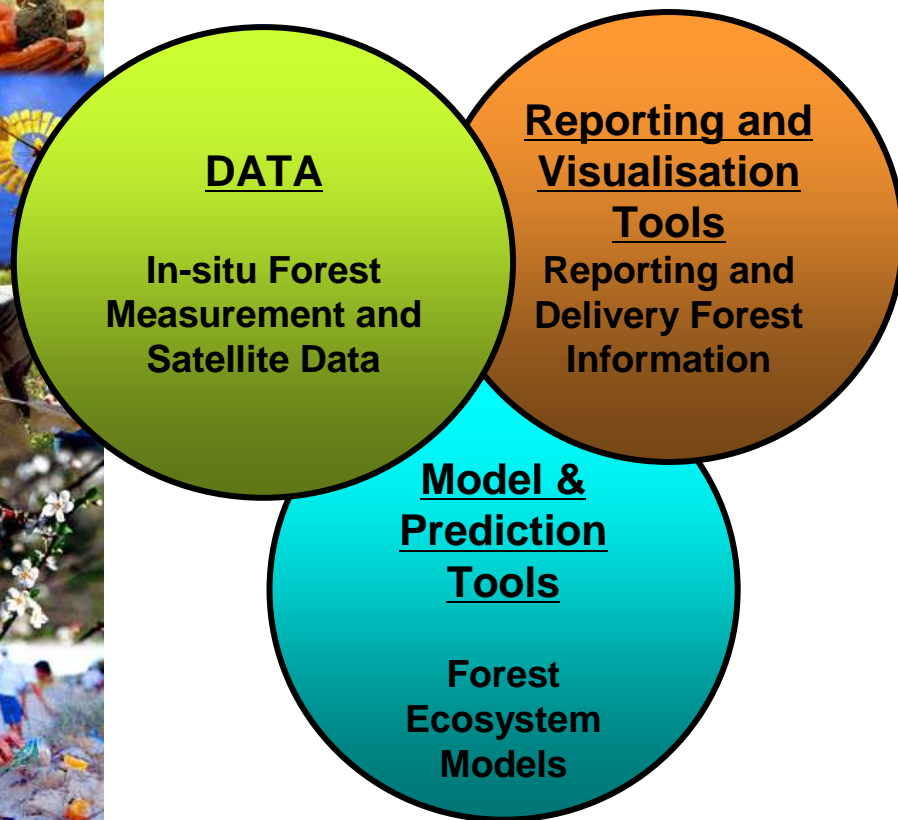 DATA
In-situ Forest
Measurement and
Satellite Data
Reporting and
Visualisation
Tools
Reporting and
Delivery Forest
Information
Model &
Prediction
Tools
Forest
Ecosystem
Models